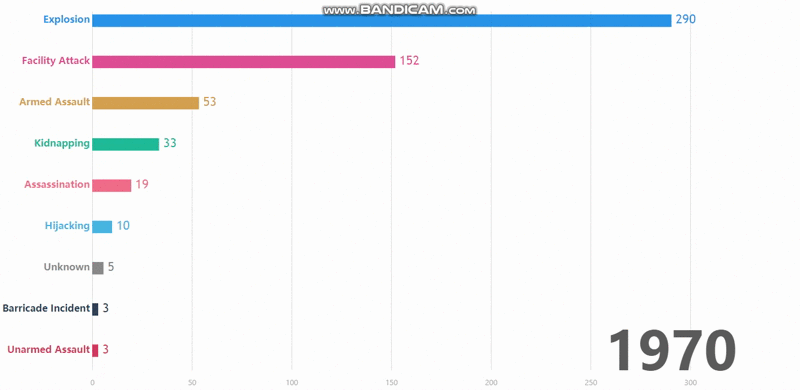 www.BANDICAM.com
Explosion 290
Facility Attack 152
Armed Assault 53
Kidnapping 33
Assassination 19
Hijacking 10
Unknown 5
Barricade Incident 3
Unarmed Assault 3
1970
0 50 100 150 200 250 300